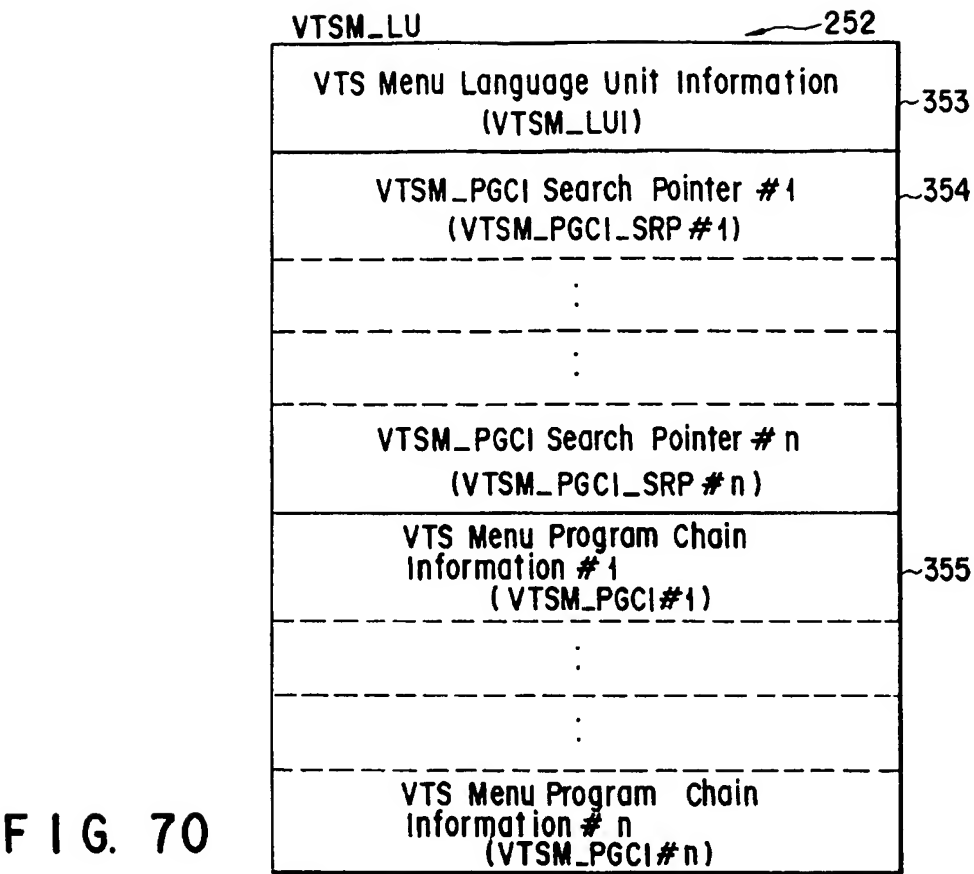 VTSM_LU 252
VTS Menu Language Unit Information
(VTSM_LUI)
353
VTSM_PGCI Search Pointer #1
354
(VTSM_PGCI_SRP #1)
VTSM_PGCI Search Pointer # n
(VTSM_PGCI_SRP #n)
VTS Menu Program Chain
Information #1
355
(VTSM_PGCI#1)
VTS Menu Program Chain
Information # n
(VTSM_PGCI#n)
FIG. 70